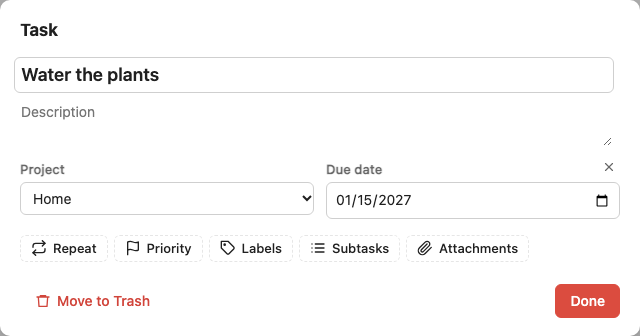 Task
Water the plants
Description
Project
Due date
Home
01/15/2027
Repeat Priority Labels Subtasks Attachments
Move to Trash
Done